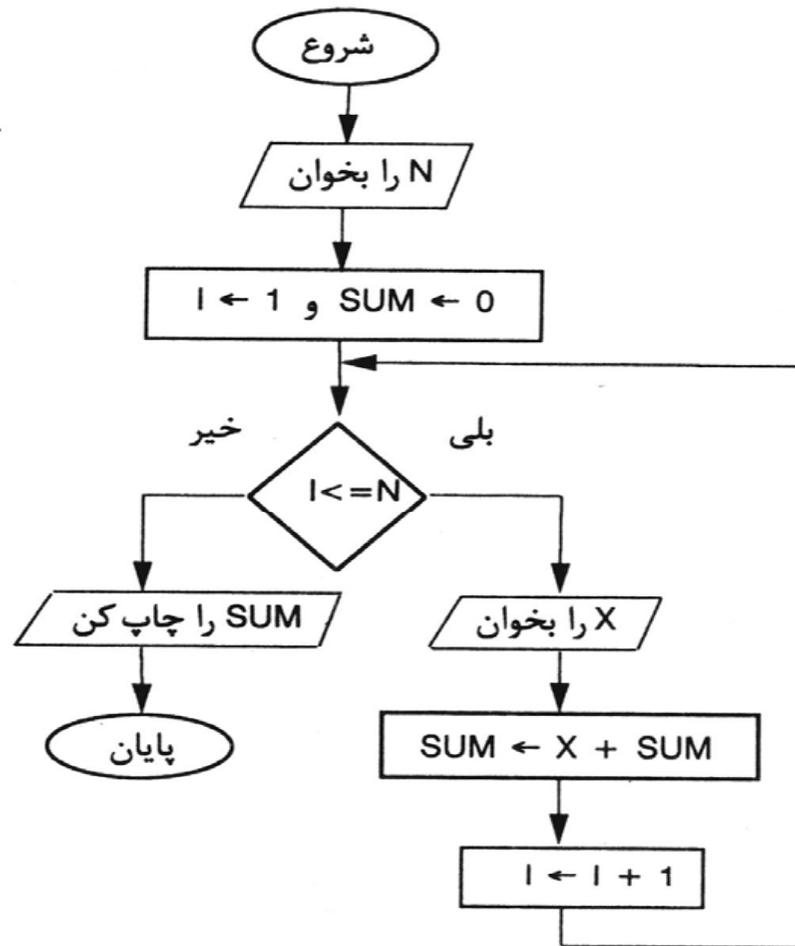 شروع
N را بخوان
I ← 1 و SUM ← 0
خیر
بلی
I<=N
SUM را چاپ کن
X را بخوان
پایان
SUM ← X + SUM
I ← I + 1